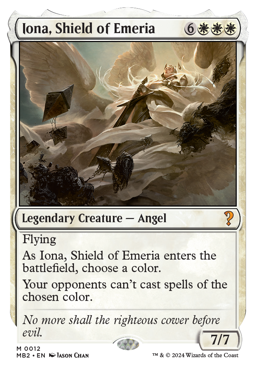 Iona, Shield of Emeria 6
Legendary Creature — Angel
Flying
As Iona, Shield of Emeria enters the
battlefield, choose a color.
Your opponents can't cast spells of the
chosen color.
No more shall the righteous cower before
evil.
7/7
M 0012
MB2 • EN Jason Chan
™ & © 2024 Wizards of the Coast